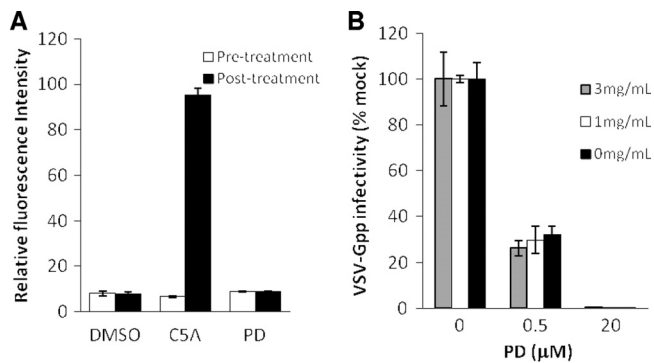 A
Relative fluorescence Intensity
120
100
80
60
40
20
0
Pre-treatment
Post-treatment
DMSO
C5A
PD
B
VSV-Gpp infectivity (% mock)
120
100
80
60
40
20
0
3mg/mL
1mg/mL
0mg/mL
0
0.5
20
PD (µM)